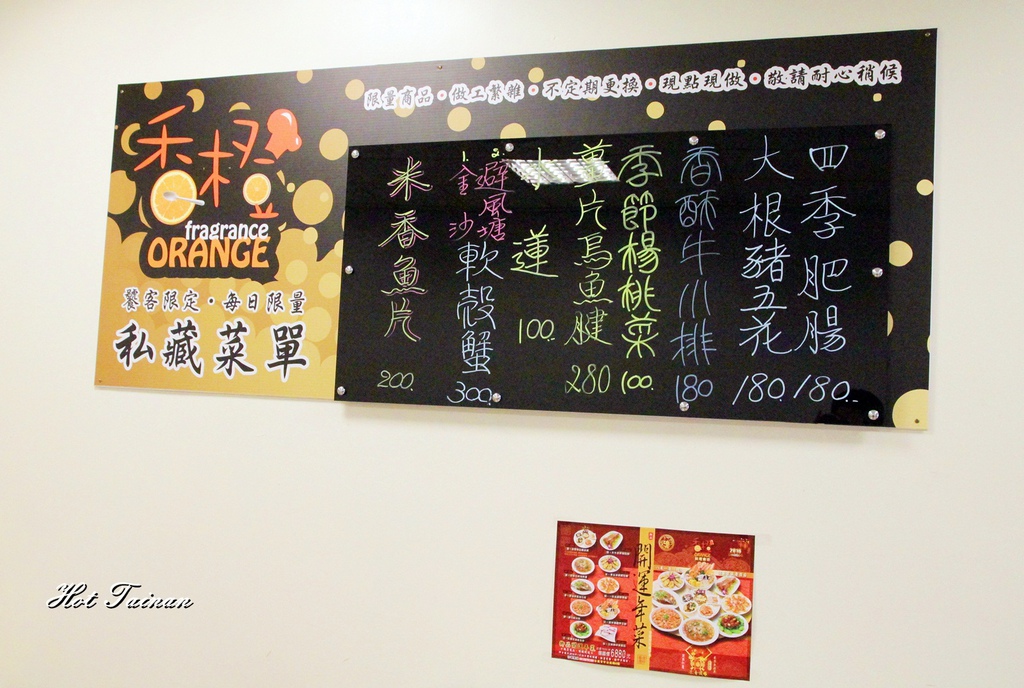 香橙
fragrance
ORANGE
饕客限定・每日限量
私藏菜單
限量商品・做工繁雜・不定期更換・現點現做・敬請耐心稍候
四季肥腸 180.
大根豬五花 180.
香酥牛小排 180
季節楊桃菜 100.
薑片烏魚腱 280
水蓮 100.
1.金沙 2.避風塘 軟殼蟹 300.
米香魚片 200.
開運年菜
6880
Hot Tainan